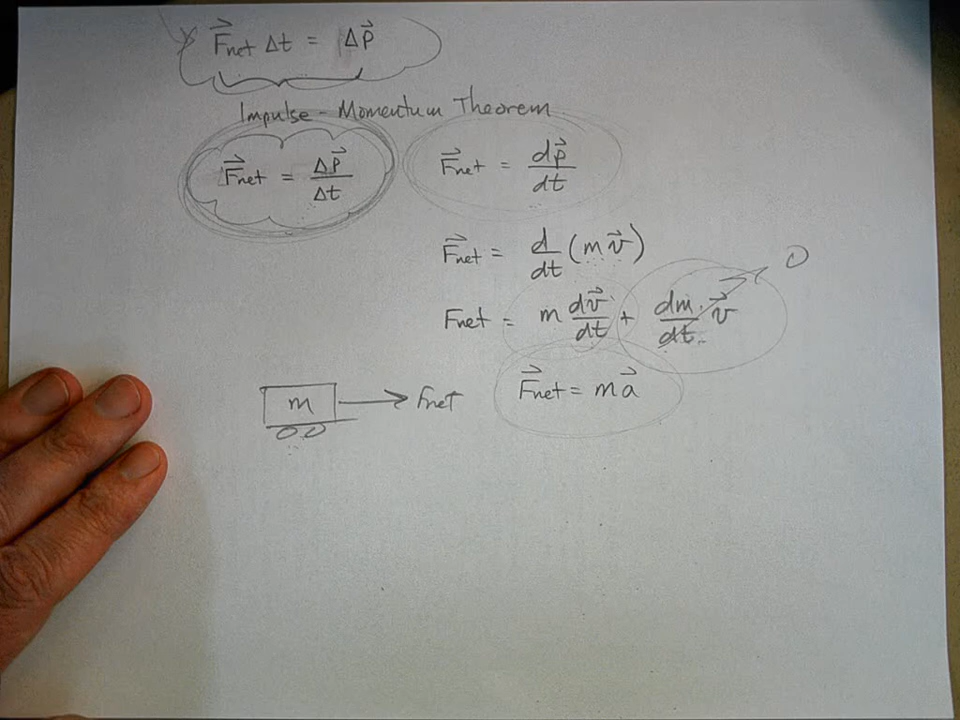 F⃗net Δt = Δp⃗
Impulse - Momentum Theorem
F⃗net = Δp⃗/Δt
F⃗net = dp⃗/dt
F⃗net = d/dt (m v⃗)
Fnet = m dv⃗/dt + dm/dt v⃗ → 0
m → Fnet
F⃗net = ma⃗